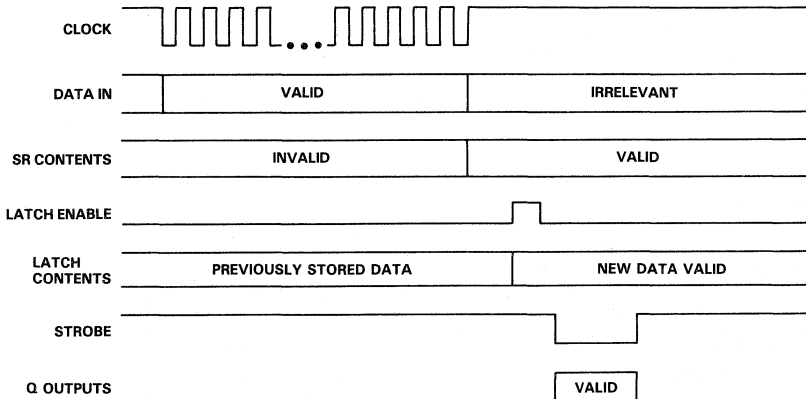 CLOCK
DATA IN VALID IRRELEVANT
SR CONTENTS INVALID VALID
LATCH ENABLE
LATCH
CONTENTS PREVIOUSLY STORED DATA NEW DATA VALID
STROBE
Q OUTPUTS VALID